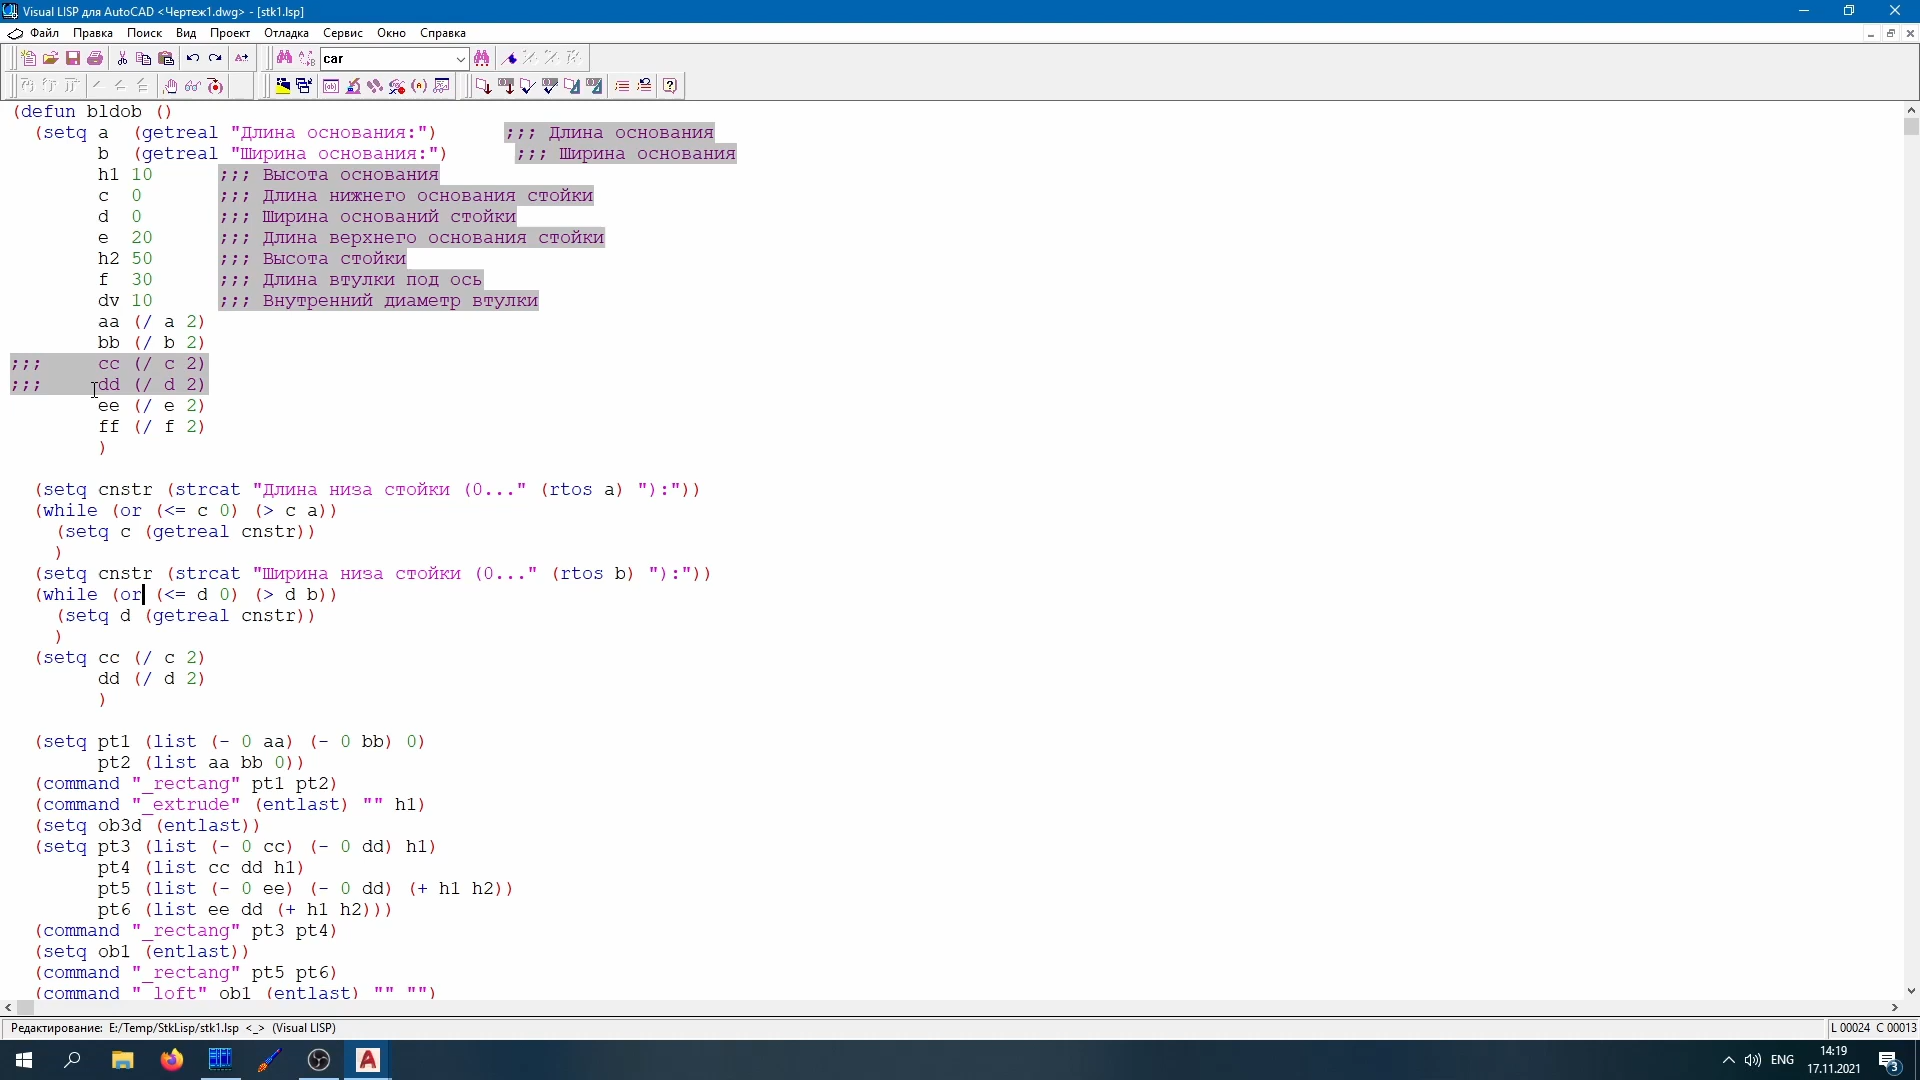 Visual LISP для AutoCAD <Чертеж1.dwg> - [stk1.lsp]
Файл Правка Поиск Вид Проект Отладка Сервис Окно Справка
car
(defun bldob ()
(setq a (getreal "Длина основания:") ;;; Длина основания
b (getreal "Ширина основания:") ;;; Ширина основания
h1 10 ;;; Высота основания
c 0 ;;; Длина нижнего основания стойки
d 0 ;;; Ширина оснований стойки
e 20 ;;; Длина верхнего основания стойки
h2 50 ;;; Высота стойки
f 30 ;;; Длина втулки под ось
dv 10 ;;; Внутренний диаметр втулки
aa (/ a 2)
bb (/ b 2)
;;; cc (/ c 2)
;;; dd (/ d 2)
ee (/ e 2)
ff (/ f 2)
)
(setq cnstr (strcat "Длина низа стойки (0..." (rtos a) "):"))
(while (or (<= c 0) (> c a))
(setq c (getreal cnstr))
)
(setq cnstr (strcat "Ширина низа стойки (0..." (rtos b) "):"))
(while (or (<= d 0) (> d b))
(setq d (getreal cnstr))
)
(setq cc (/ c 2)
dd (/ d 2)
)
(setq pt1 (list (- 0 aa) (- 0 bb) 0)
pt2 (list aa bb 0))
(command "_rectang" pt1 pt2)
(command "_extrude" (entlast) "" h1)
(setq ob3d (entlast))
(setq pt3 (list (- 0 cc) (- 0 dd) h1)
pt4 (list cc dd h1)
pt5 (list (- 0 ee) (- 0 dd) (+ h1 h2))
pt6 (list ee dd (+ h1 h2)))
(command "_rectang" pt3 pt4)
(setq ob1 (entlast))
(command "_rectang" pt5 pt6)
(command "_loft" ob1 (entlast) "" "")
Редактирование: E:/Temp/StkLisp/stk1.lsp <_> (Visual LISP)
L 00024 C 00013
ENG
14:19
17.11.2021
3